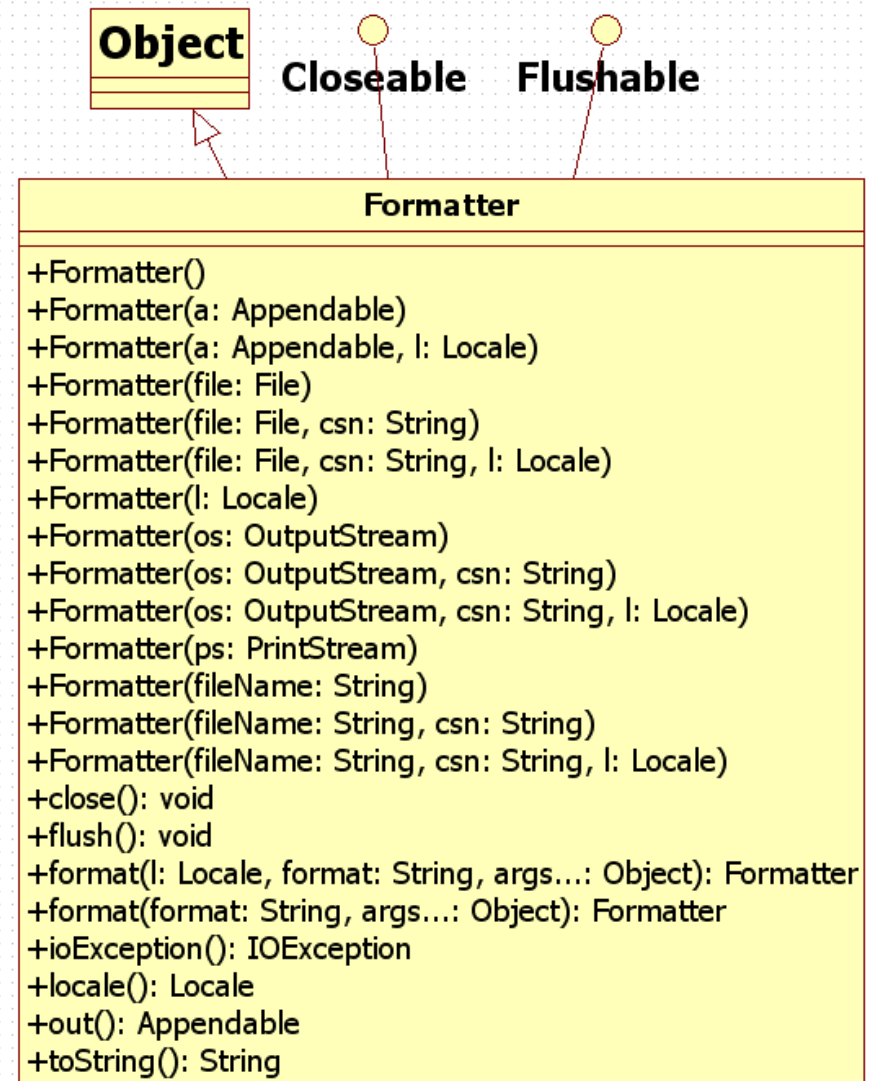 Object
Closeable
Flushable
Formatter
+Formatter()
+Formatter(a: Appendable)
+Formatter(a: Appendable, l: Locale)
+Formatter(file: File)
+Formatter(file: File, csn: String)
+Formatter(file: File, csn: String, l: Locale)
+Formatter(l: Locale)
+Formatter(os: OutputStream)
+Formatter(os: OutputStream, csn: String)
+Formatter(os: OutputStream, csn: String, l: Locale)
+Formatter(ps: PrintStream)
+Formatter(fileName: String)
+Formatter(fileName: String, csn: String)
+Formatter(fileName: String, csn: String, l: Locale)
+close(): void
+flush(): void
+format(l: Locale, format: String, args...: Object): Formatter
+format(format: String, args...: Object): Formatter
+ioException(): IOException
+locale(): Locale
+out(): Appendable
+toString(): String